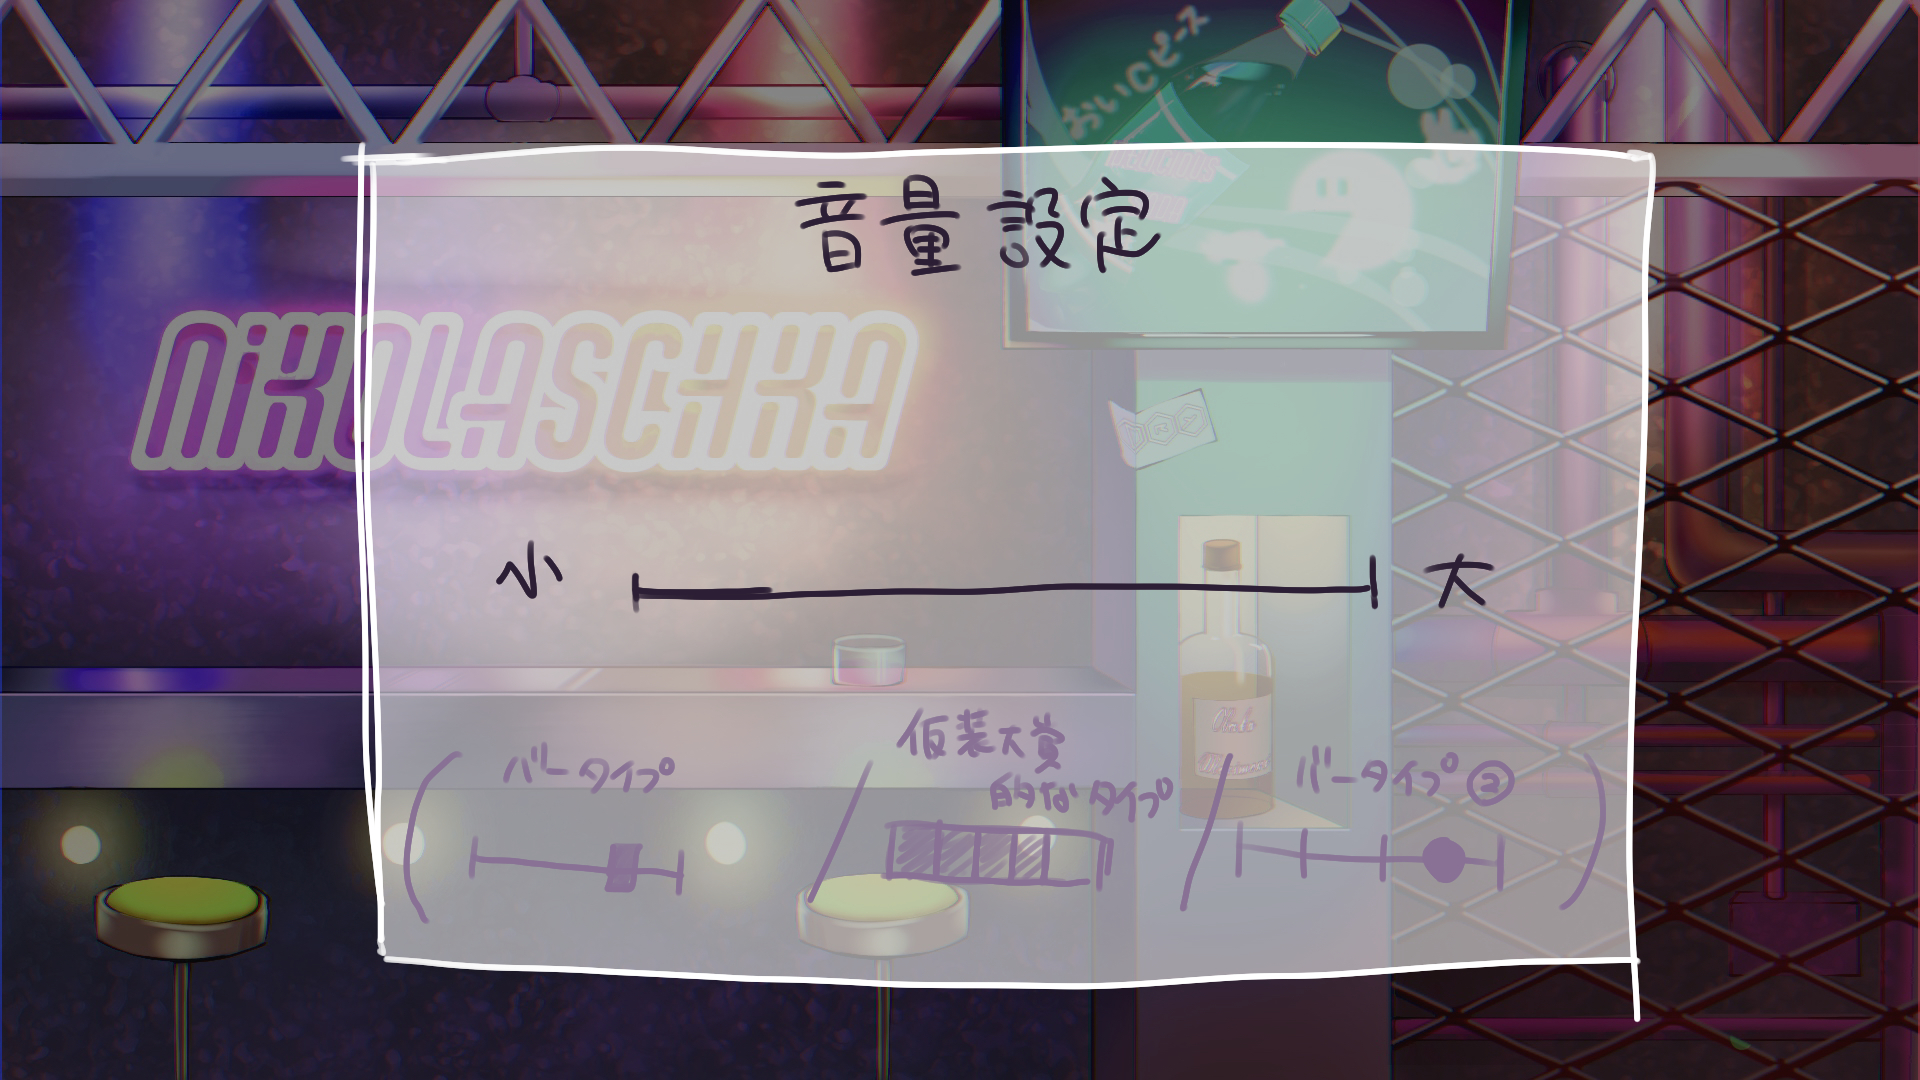 おいCピース
音量設定
NiKOLASCHKA
小 大
仮装大賞
的なタイプ
バータイプ
バータイプ②